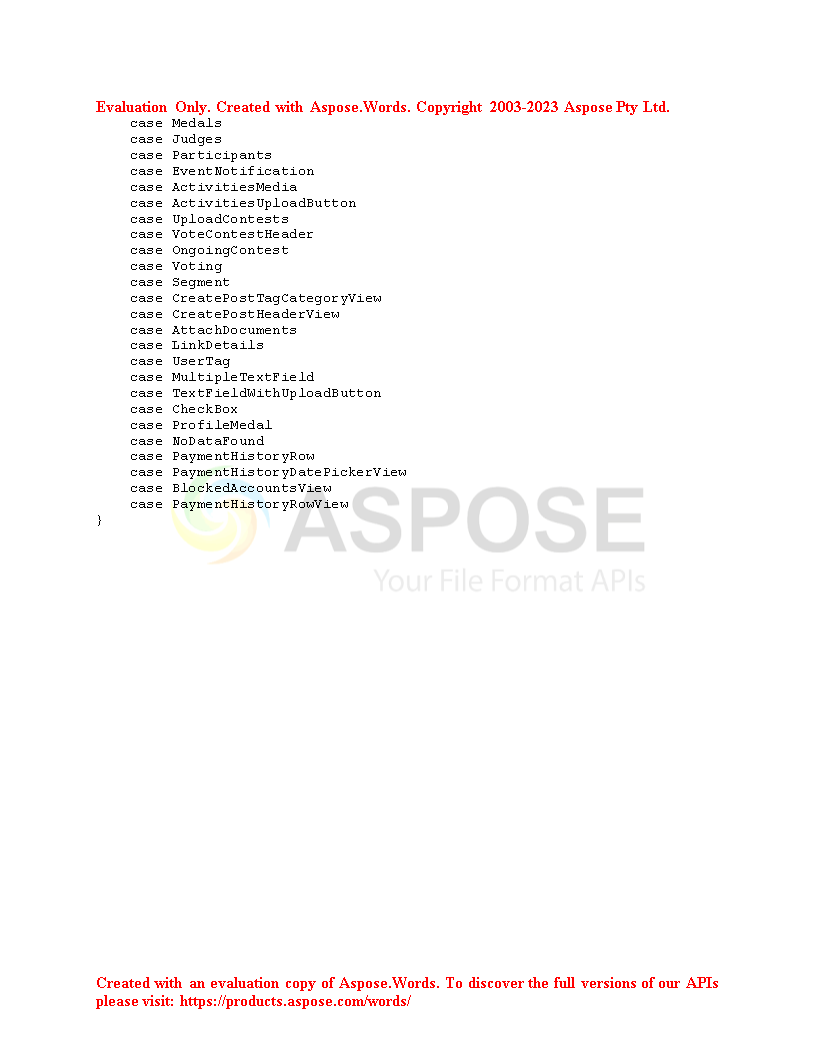 Evaluation Only. Created with Aspose.Words. Copyright 2003-2023 Aspose Pty Ltd.
case Medals
case Judges
case Participants
case EventNotification
case ActivitiesMedia
case ActivitiesUploadButton
case UploadContests
case VoteContestHeader
case OngoingContest
case Voting
case Segment
case CreatePostTagCategoryView
case CreatePostHeaderView
case AttachDocuments
case LinkDetails
case UserTag
case MultipleTextField
case TextFieldWithUploadButton
case CheckBox
case ProfileMedal
case NoDataFound
case PaymentHistoryRow
case PaymentHistoryDatePickerView
case BlockedAccountsView
case PaymentHistoryRowView
}
ASPOSE
Your File Format APIs
Created with an evaluation copy of Aspose.Words. To discover the full versions of our APIs
please visit: https://products.aspose.com/words/